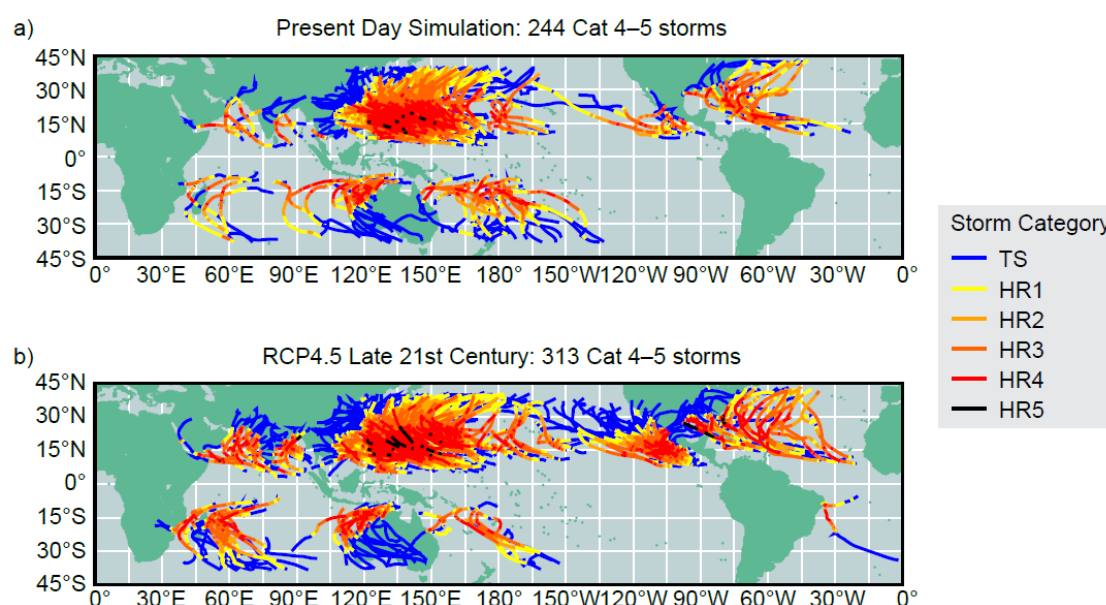 a)
Present Day Simulation: 244 Cat 4–5 storms
45°N
30°N
15°N
0°
15°S
30°S
45°S
0° 30°E 60°E 90°E 120°E 150°E 180° 150°W 120°W 90°W 60°W 30°W 0°
Storm Category
TS
HR1
HR2
HR3
HR4
HR5
b)
RCP4.5 Late 21st Century: 313 Cat 4–5 storms
45°N
30°N
15°N
0°
15°S
30°S
45°S
0° 30°E 60°E 90°E 120°E 150°E 180° 150°W 120°W 90°W 60°W 30°W 0°